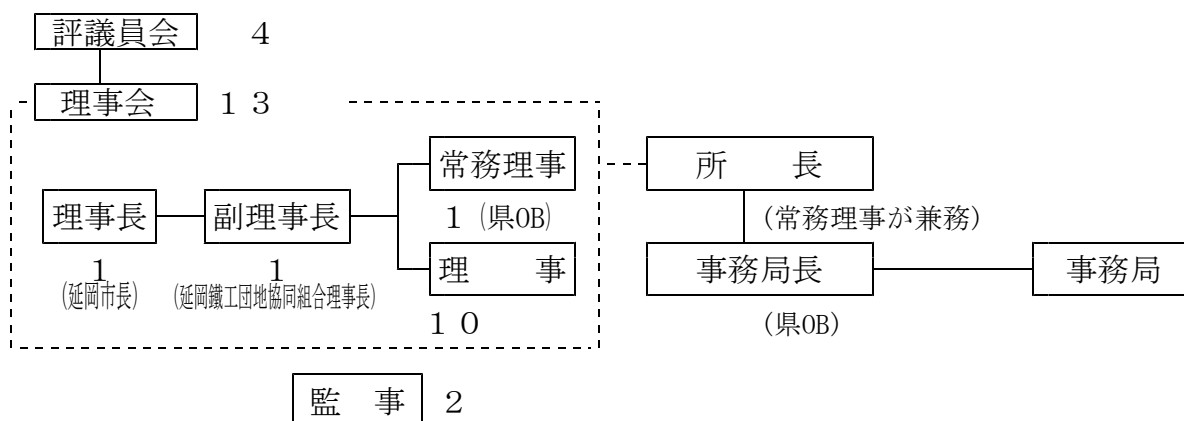 評議員会 ４
理事会 １３
常務理事
１（県OB）
所　長
（常務理事が兼務）
理事長
１
（延岡市長）
副理事長
１
（延岡鐵工団地協同組合理事長）
理　事
１０
事務局長
（県OB）
事務局
監　事 ２